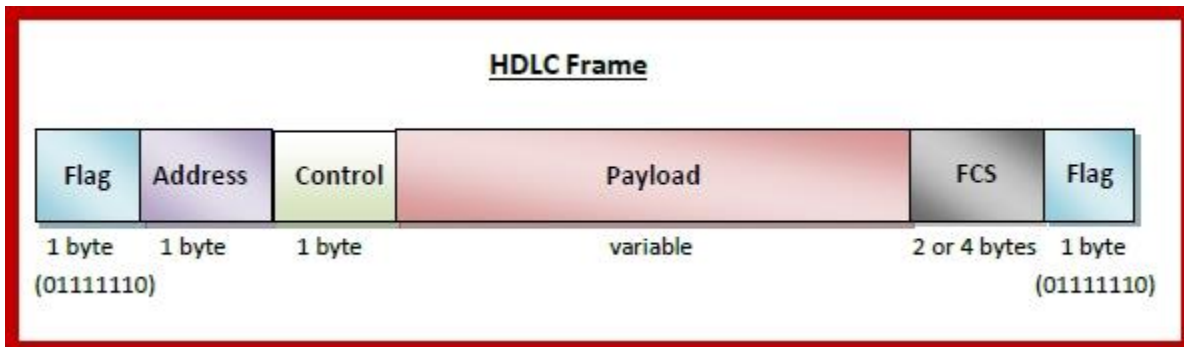 HDLC Frame
Flag Address Control Payload FCS Flag
1 byte 1 byte 1 byte variable 2 or 4 bytes 1 byte
(01111110) (01111110)